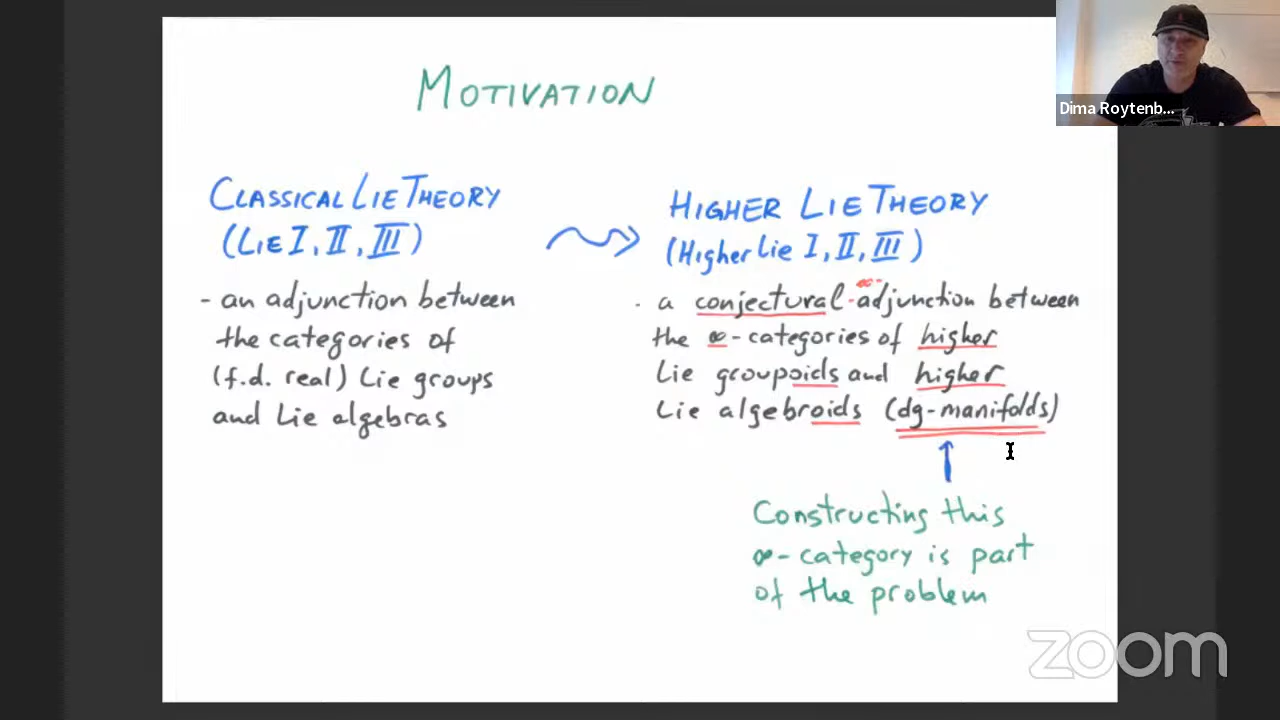 MOTIVATION
Dima Roytenb...
CLASSICAL LIE THEORY
(LIE I, II, III)
- an adjunction between
the categories of
(f.d. real) Lie groups
and Lie algebras
HIGHER LIE THEORY
(Higher Lie I, II, III)
- a conjectural ∞-adjunction between
the ∞-categories of higher
Lie groupoids and higher
Lie algebroids (dg-manifolds)
Constructing this
∞-category is part
of the problem
zoom